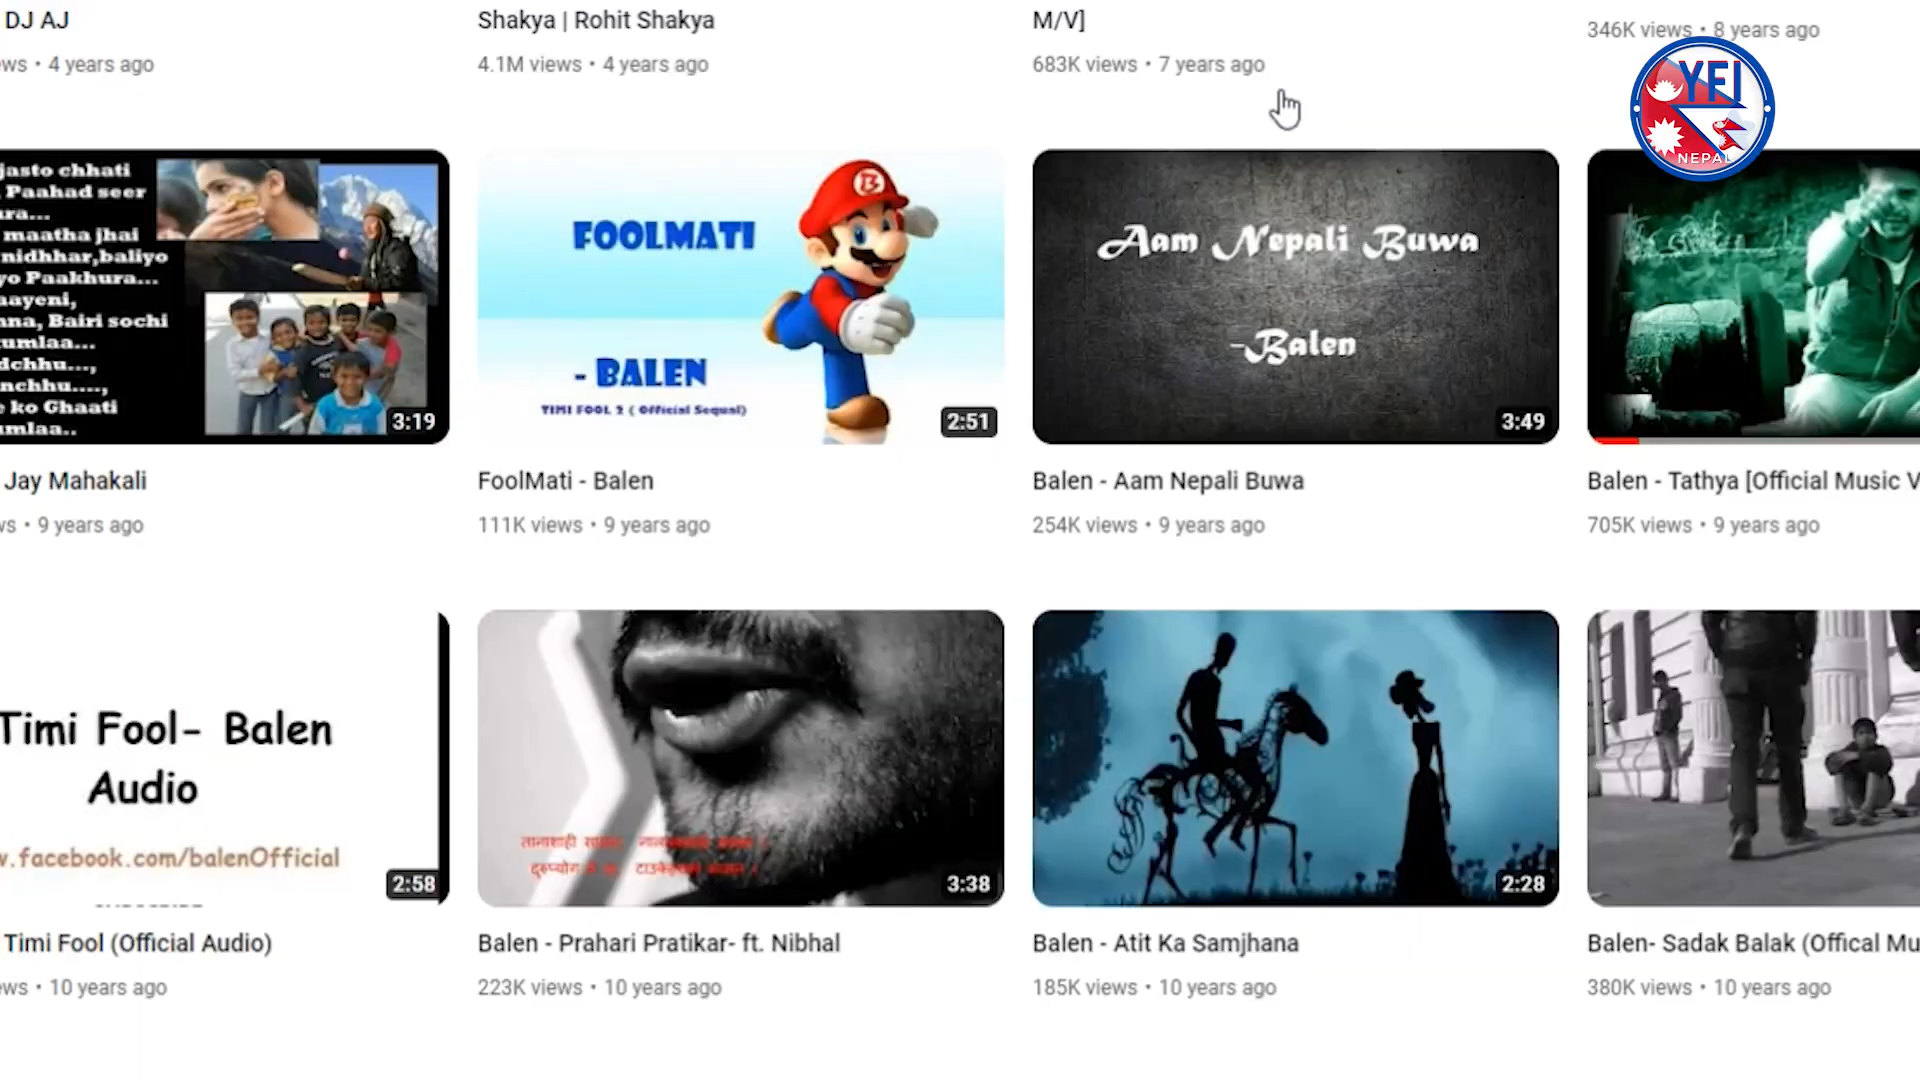 DJ AJ
Shakya | Rohit Shakya
M/V]
346K views • 8 years ago
ws • 4 years ago
4.1M views • 4 years ago
683K views • 7 years ago
YFI
NEPAL
jasto chhati
, Paahad seer
ra...
maatha jhai
nidhhar,baliyo
yo Paakhura...
aayeni,
nna, Bairi sochi
umlaa...
dchhu...,
nchhu....,
e ko Ghaati
umlaa..
3:19
FOOLMATI
- BALEN
TIMI FOOL 2 ( Official Sequal)
B
2:51
Aam Nepali Buwa
-Balen
3:49
Jay Mahakali
FoolMati - Balen
Balen - Aam Nepali Buwa
Balen - Tathya [Official Music V
ws • 9 years ago
111K views • 9 years ago
254K views • 9 years ago
705K views • 9 years ago
Timi Fool- Balen
Audio
w.facebook.com/balenOfficial
2:58
तानाशाही
3:38
2:28
Timi Fool (Official Audio)
Balen - Prahari Pratikar- ft. Nibhal
Balen - Atit Ka Samjhana
Balen- Sadak Balak (Offical Mu
ews • 10 years ago
223K views • 10 years ago
185K views • 10 years ago
380K views • 10 years ago